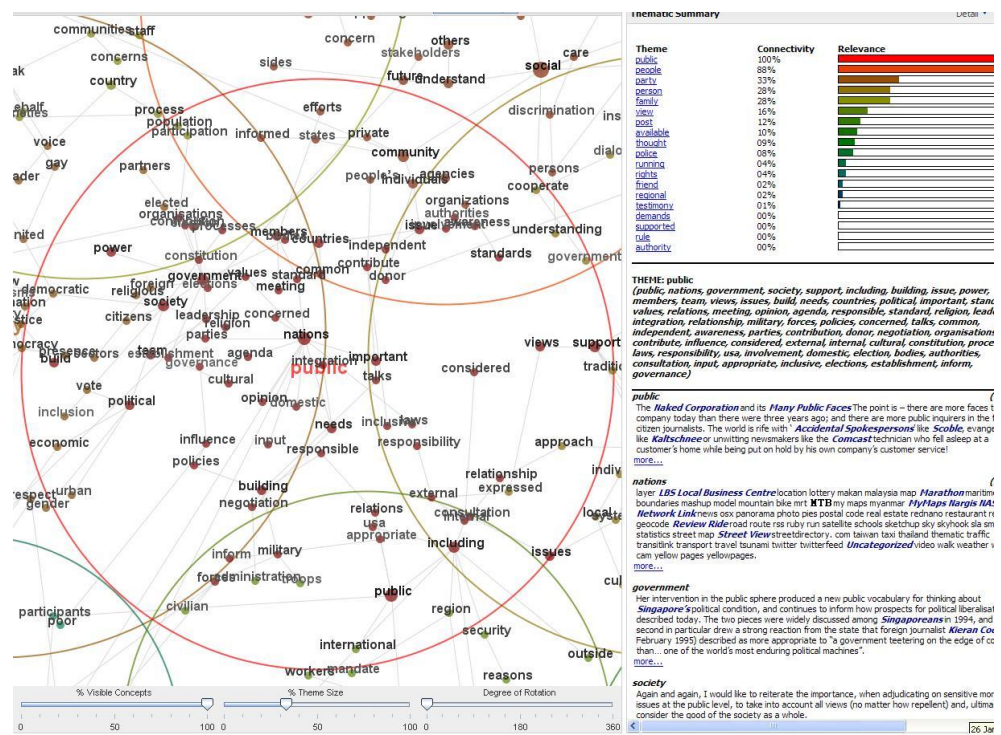 communities staff
concern
others
stakeholders
care
concerns
sides
future understand
social
country
efforts
discrimination
process
population
participation informed
states
private
voice
community
gay
partners
people's individuals agencies
persons
cooperate
elected
organizations
organisations
authorities
processes
issue
awareness
members
countries
independent
understanding
power
standards
constitution
common contribute
government
government values standard
donor
democratic
religious foreign elections
meeting
society
citizens
leadership concerned
religion
parties
nations
views support
build
team
establishment
agenda
governance
integration important
public
talks
considered
cultural
vote
political
opinion domestic
inclusion
needs
laws
economic
influence
input
responsible
responsibility
approach
policies
relationship
expressed
building
external
urban
gender
negotiation
relations
consultation
internal
local
usa
appropriate
including
issues
inform
military
administration
troops
public
civilian
region
participants
poor
security
international
outside
workers mandate
reasons
% Visible Concepts
% Theme Size
Degree of Rotation
0 50 100 0 50 100 0 180 360
Thematic Summary Detail
Theme Connectivity Relevance
public 100%
people 88%
party 33%
person 28%
family 28%
view 16%
post 12%
available 10%
thought 09%
police 08%
running 04%
rights 04%
friend 02%
regional 02%
testimony 01%
demands 00%
supported 00%
rule 00%
authority 00%
THEME: public
(public, nations, government, society, support, including, building, issue, power,
members, team, views, issues, build, needs, countries, political, important,
values, relations, meeting, opinion, agenda, responsible, standard, religion,
integration, relationship, military, forces, policies, concerned, talks, common,
independent, awareness, parties, contribution, donor, negotiation,
contribute, influence, considered, external, internal, cultural, constitution,
laws, responsibility, usa, involvement, domestic, election, bodies, authorities,
consultation, input, appropriate, inclusive, elections, establishment, inform,
governance)
public
The Naked Corporation and its Many Public Faces The point is – there are more faces
company today than there were three years ago; and there are more public inquirers in the
citizen journalists. The world is rife with ' Accidental Spokespersons' like Scoble,
like Kaltschnee or unwitting newsmakers like the Comcast technician who fell asleep at a
customer's home while being put on hold by his own company's customer service!
more...
nations
layer LBS Local Business Centre location lottery makan malaysia map Marathon
boundaries mashup model mountain bike mrt MTB my maps myanmar MyMaps Nargis
Network Link news osx panorama photo pics postal code real estate rednano restaurant
geocode Review Ride road route rss ruby run satellite schools sketchup sky skyhook sla
statistics street map Street View streetdirectory. com taiwan taxi thailand thematic traffic
transitlink transport travel tsunami twitter twitterfeed Uncategorized video walk weather
cam yellow pages yellowpages.
more...
government
Her intervention in the public sphere produced a new public vocabulary for thinking about
Singapore's political condition, and continues to inform how prospects for political
described today. The two pieces were widely discussed among Singaporeans in 1994, and
second in particular drew a strong reaction from the state that foreign journalist Kieran
February 1995) described as more appropriate to "a government teetering on the edge of
than... one of the world's most enduring political machines".
more...
society
Again and again, I would like to reiterate the importance, when adjudicating on sensitive
issues at the public level, to take into account all views (no matter how repellent) and,
consider the good of the society as a whole.
26